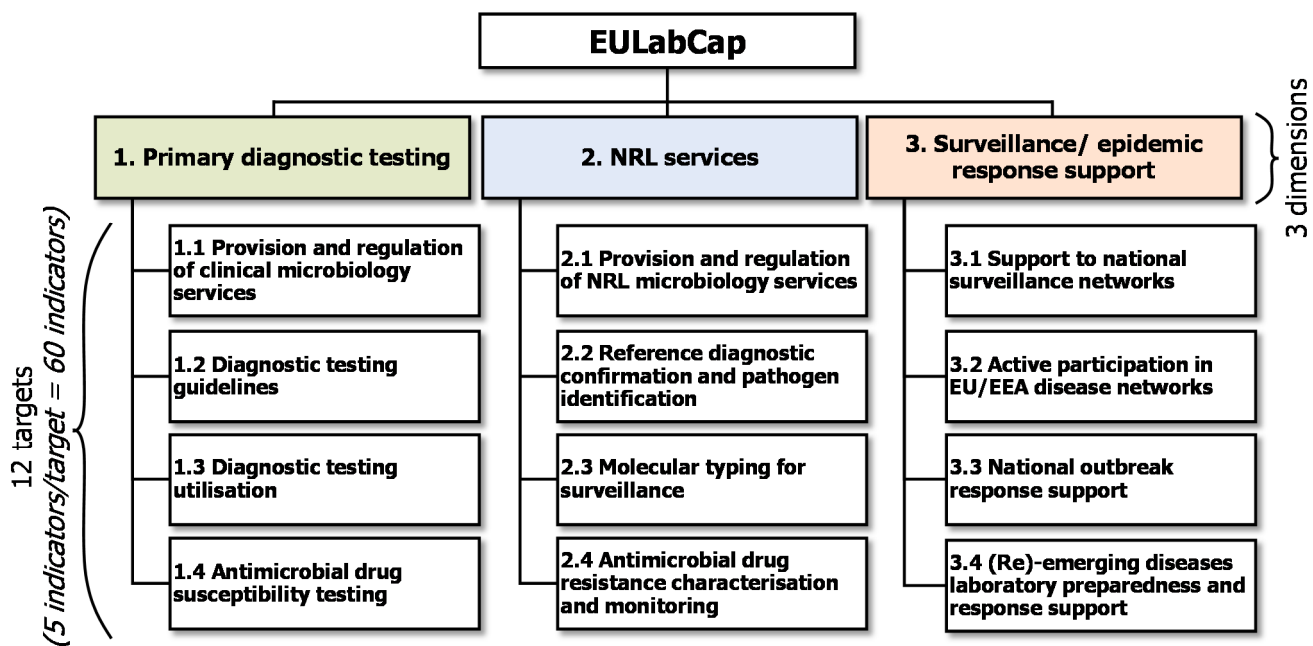 EULabCap
1. Primary diagnostic testing
2. NRL services
3. Surveillance/ epidemic
response support
3 dimensions
12 targets
(5 indicators/target = 60 indicators)
1.1 Provision and regulation
of clinical microbiology
services
1.2 Diagnostic testing
guidelines
1.3 Diagnostic testing
utilisation
1.4 Antimicrobial drug
susceptibility testing
2.1 Provision and regulation
of NRL microbiology services
2.2 Reference diagnostic
confirmation and pathogen
identification
2.3 Molecular typing for
surveillance
2.4 Antimicrobial drug
resistance characterisation
and monitoring
3.1 Support to national
surveillance networks
3.2 Active participation in
EU/EEA disease networks
3.3 National outbreak
response support
3.4 (Re)-emerging diseases
laboratory preparedness and
response support